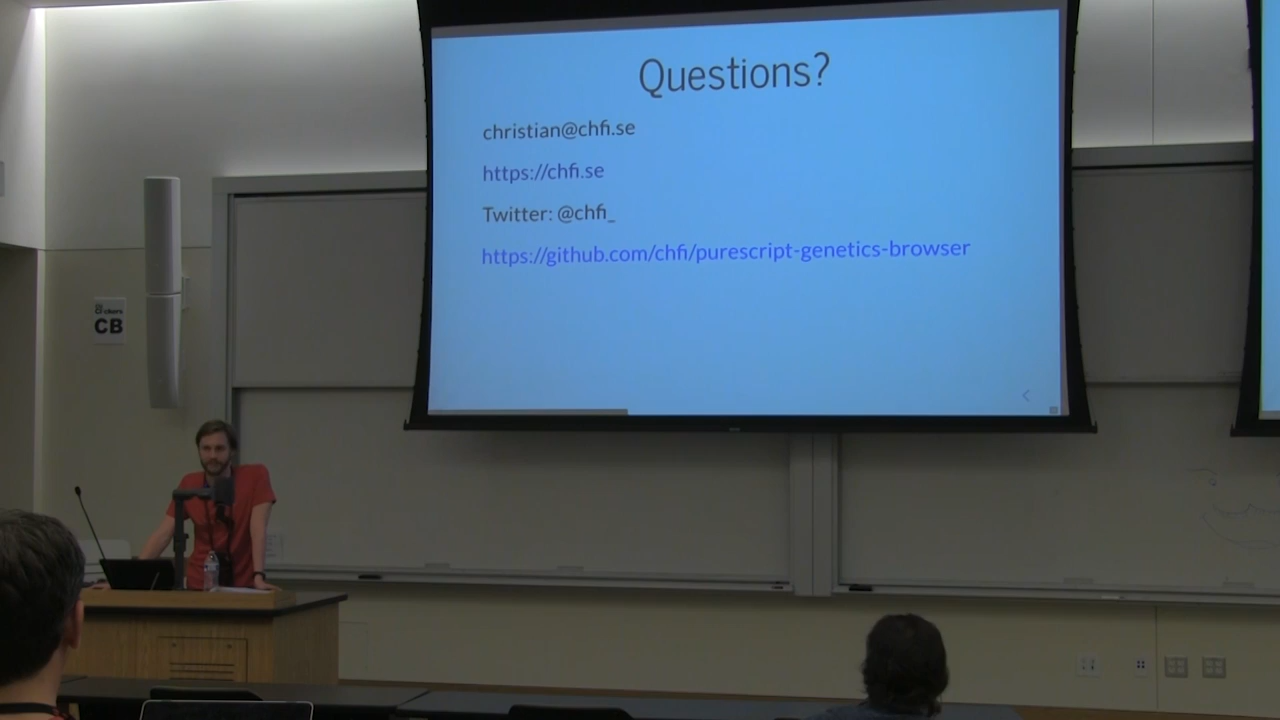 Questions?
christian@chfi.se
https://chfi.se
Twitter: @chfi_
https://github.com/chfi/purescript-genetics-browser
CB